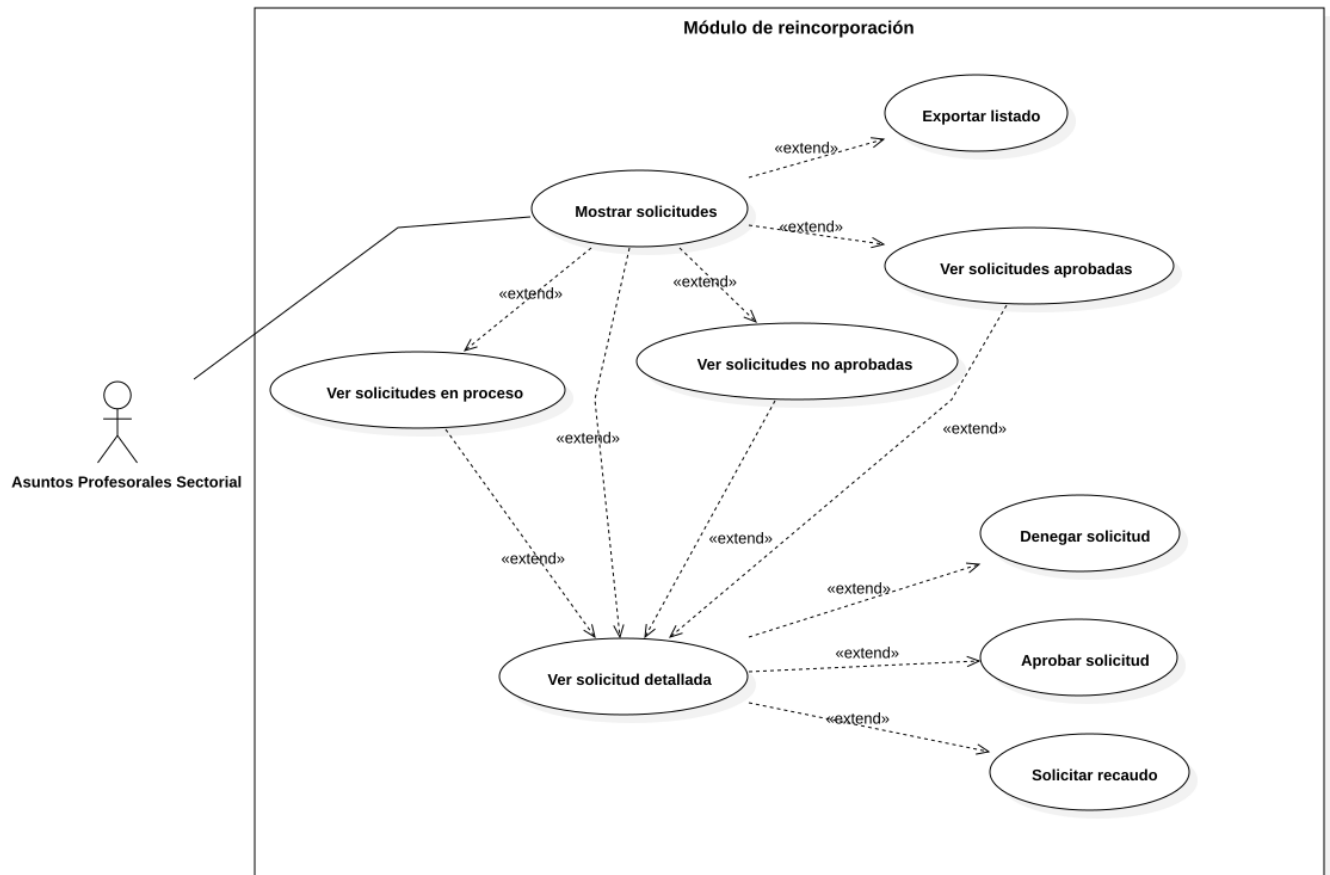 Módulo de reincorporación
Exportar listado
«extend»
Mostrar solicitudes
«extend»
Ver solicitudes aprobadas
«extend»
«extend»
Ver solicitudes no aprobadas
Ver solicitudes en proceso
«extend»
«extend»
Asuntos Profesorales Sectorial
«extend»
Denegar solicitud
«extend»
«extend»
«extend»
Aprobar solicitud
Ver solicitud detallada
«extend»
Solicitar recaudo